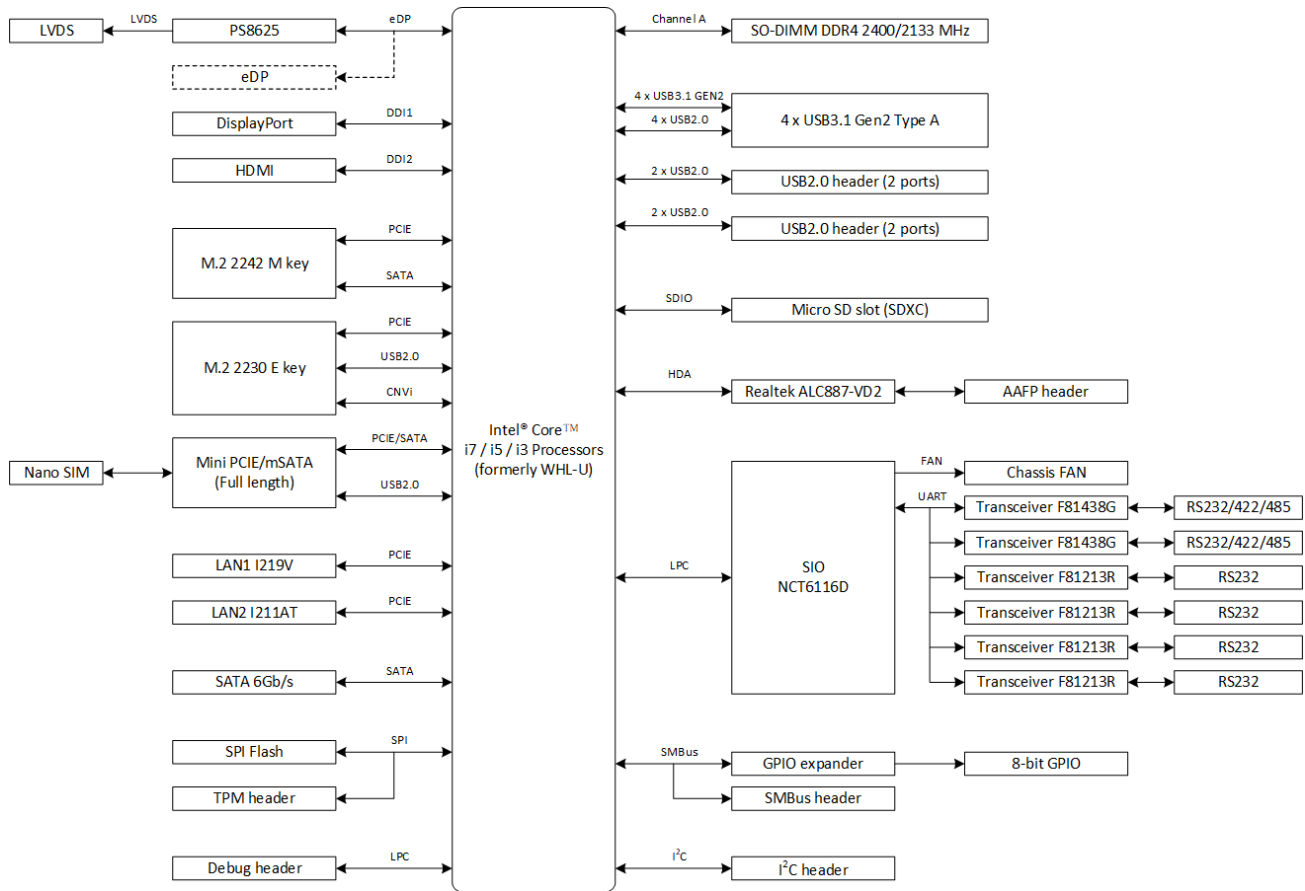 LVDS
LVDS
PS8625
eDP
eDP
DisplayPort
DDI1
HDMI
DDI2
M.2 2242 M key
PCIE
SATA
M.2 2230 E key
PCIE
USB2.0
CNVi
Nano SIM
Mini PCIE/mSATA
(Full length)
PCIE/SATA
USB2.0
LAN1 I219V
PCIE
LAN2 I211AT
PCIE
SATA 6Gb/s
SATA
SPI Flash
SPI
TPM header
Debug header
LPC
Intel® Core™
i7 / i5 / i3 Processors
(formerly WHL-U)
Channel A
SO-DIMM DDR4 2400/2133 MHz
4 x USB3.1 GEN2
4 x USB2.0
4 x USB3.1 Gen2 Type A
2 x USB2.0
USB2.0 header (2 ports)
2 x USB2.0
USB2.0 header (2 ports)
SDIO
Micro SD slot (SDXC)
HDA
Realtek ALC887-VD2
AAFP header
LPC
SIO
NCT6116D
FAN
Chassis FAN
UART
Transceiver F81438G
RS232/422/485
Transceiver F81438G
RS232/422/485
Transceiver F81213R
RS232
Transceiver F81213R
RS232
Transceiver F81213R
RS232
Transceiver F81213R
RS232
SMBus
GPIO expander
8-bit GPIO
SMBus header
I²C
I²C header